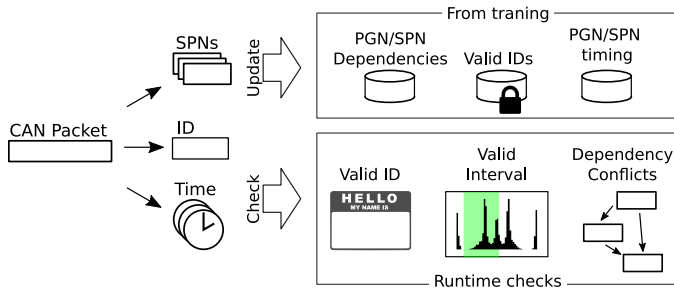 From traning
SPNs
Update
PGN/SPN
Dependencies
Valid IDs
PGN/SPN
timing
CAN Packet
ID
Time
Check
Valid ID
HELLO
MY NAME IS
Valid
Interval
Dependency
Conflicts
Runtime checks